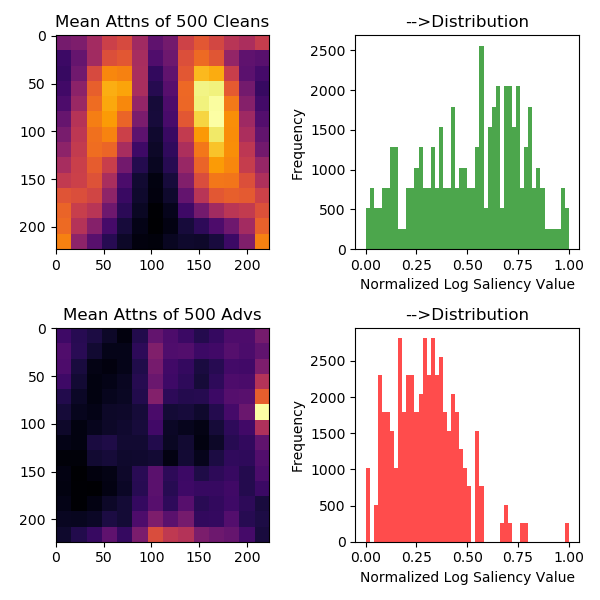 Mean Attns of 500 Cleans
0
50
100
150
200
0 50 100 150 200
-->Distribution
Frequency
2500
2000
1500
1000
500
0
0.00 0.25 0.50 0.75 1.00
Normalized Log Saliency Value
Mean Attns of 500 Advs
0
50
100
150
200
0 50 100 150 200
-->Distribution
Frequency
2500
2000
1500
1000
500
0
0.00 0.25 0.50 0.75 1.00
Normalized Log Saliency Value